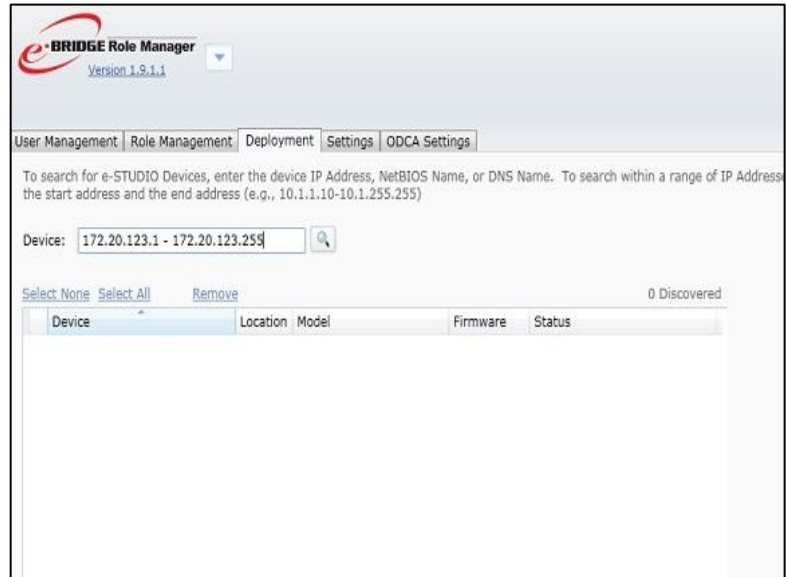 e-BRIDGE Role Manager
Version 1.9.1.1
User Management Role Management Deployment Settings ODCA Settings
To search for e-STUDIO Devices, enter the device IP Address, NetBIOS Name, or DNS Name. To search within a range of IP Addresse
the start address and the end address (e.g., 10.1.1.10-10.1.255.255)
Device: 172.20.123.1 - 172.20.123.255
Select None Select All Remove 0 Discovered
Device Location Model Firmware Status